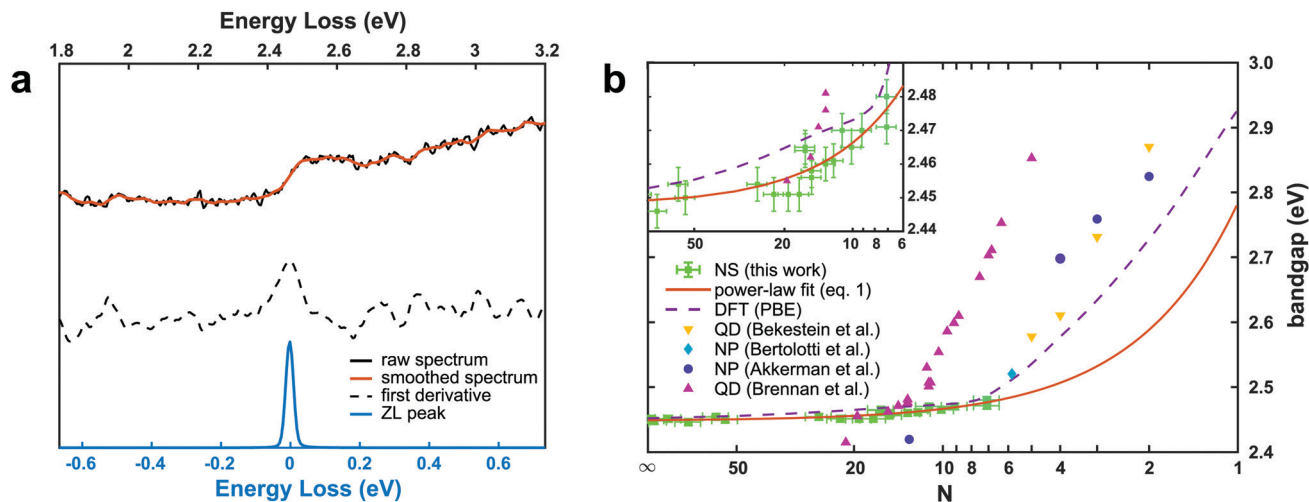 a
Energy Loss (eV)
1.8 2 2.2 2.4 2.6 2.8 3.0 3.2
raw spectrum
smoothed spectrum
first derivative
ZL peak
-0.6 -0.4 -0.2 0 0.2 0.4 0.6
Energy Loss (eV)
b
2.48
2.47
2.46
2.45
2.44
50 20 10 8 6
NS (this work)
power-law fit (eq. 1)
DFT (PBE)
QD (Bekestein et al.)
NP (Bertolotti et al.)
NP (Akkerman et al.)
QD (Brennan et al.)
3.0
2.9
2.8
2.7
2.6
2.5
2.4
bandgap (eV)
∞ 50 20 10 8 6 4 2 1
N